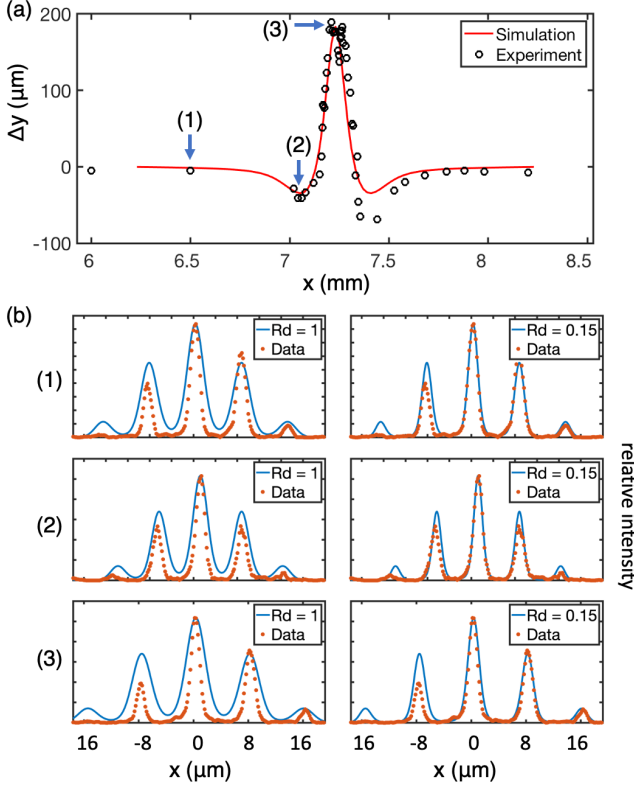 (a)
200
100
0
-100
Δy (μm)
(3)
(1)
(2)
Simulation
Experiment
6
6.5
7
7.5
8
8.5
x (mm)
(b)
(1)
Rd = 1
Data
Rd = 0.15
Data
(2)
Rd = 1
Data
Rd = 0.15
Data
(3)
Rd = 1
Data
Rd = 0.15
Data
relative intensity
16 -8 0 8 16
16 -8 0 8 16
x (μm)
x (μm)